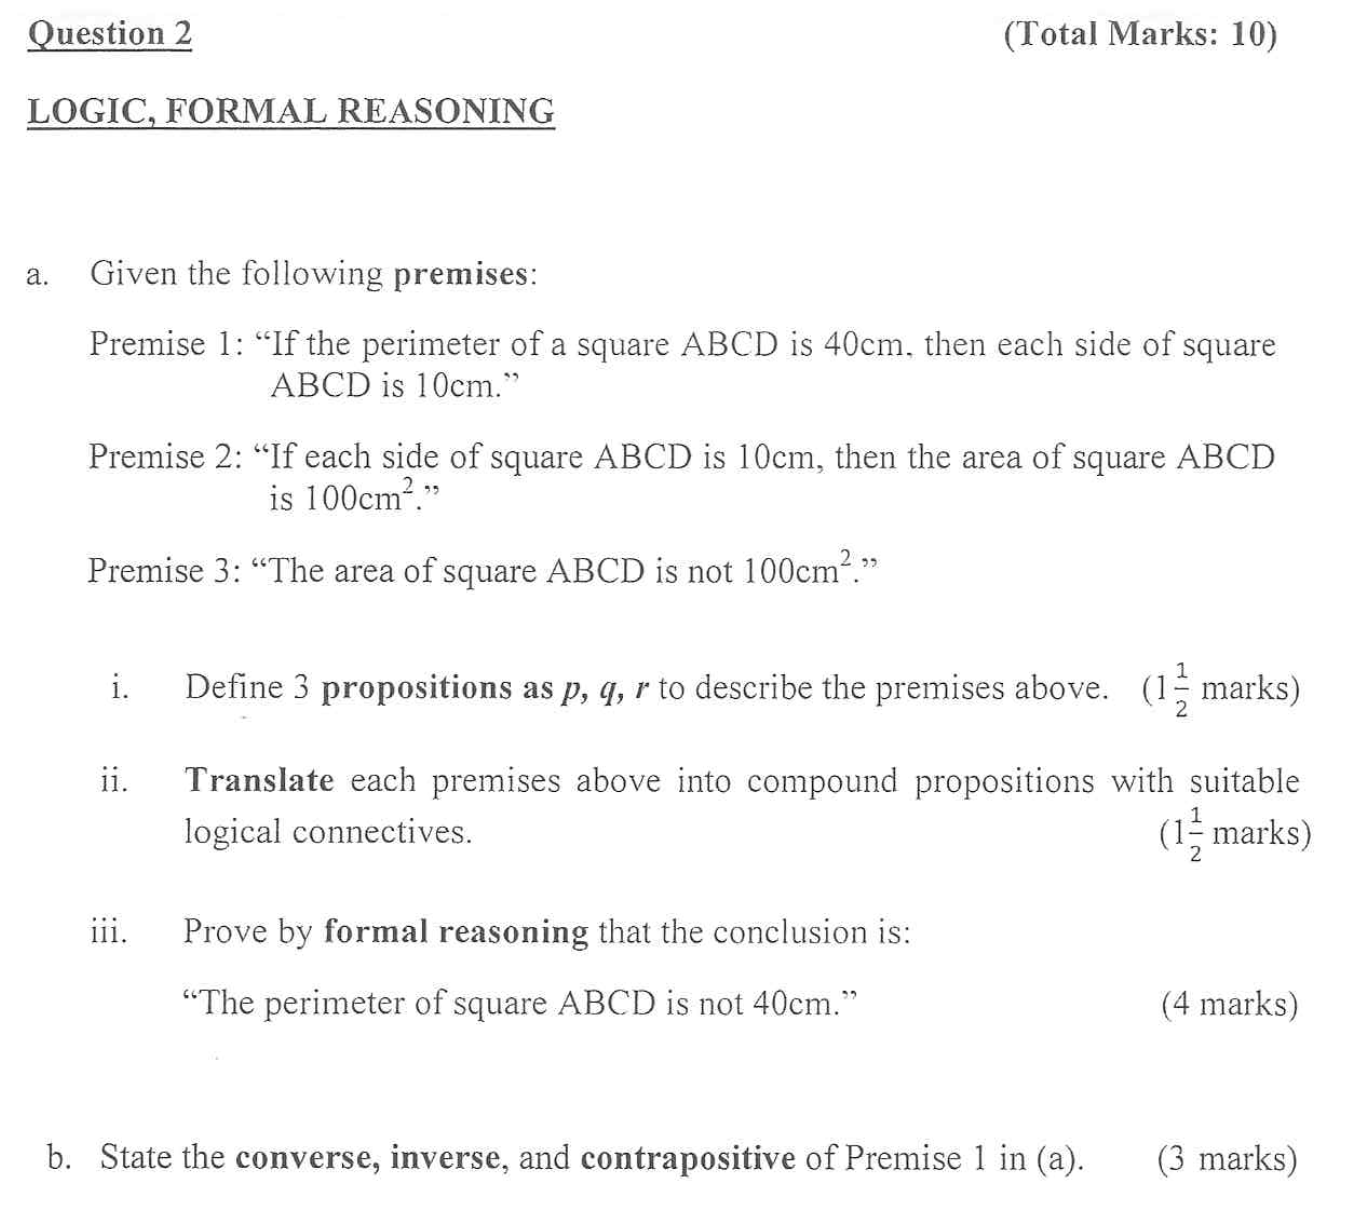 Question 2 (Total Marks: 10)
LOGIC, FORMAL REASONING
a. Given the following premises:
Premise 1: “If the perimeter of a square ABCD is 40cm. then each side of square
ABCD is 10cm.”
Premise 2: “If each side of square ABCD is 10cm, then the area of square ABCD
is 100cm².”
Premise 3: “The area of square ABCD is not 100cm².”
i. Define 3 propositions as p, q, r to describe the premises above. (1 1/2 marks)
ii. Translate each premises above into compound propositions with suitable
logical connectives. (1 1/2 marks)
iii. Prove by formal reasoning that the conclusion is:
“The perimeter of square ABCD is not 40cm.” (4 marks)
b. State the converse, inverse, and contrapositive of Premise 1 in (a). (3 marks)